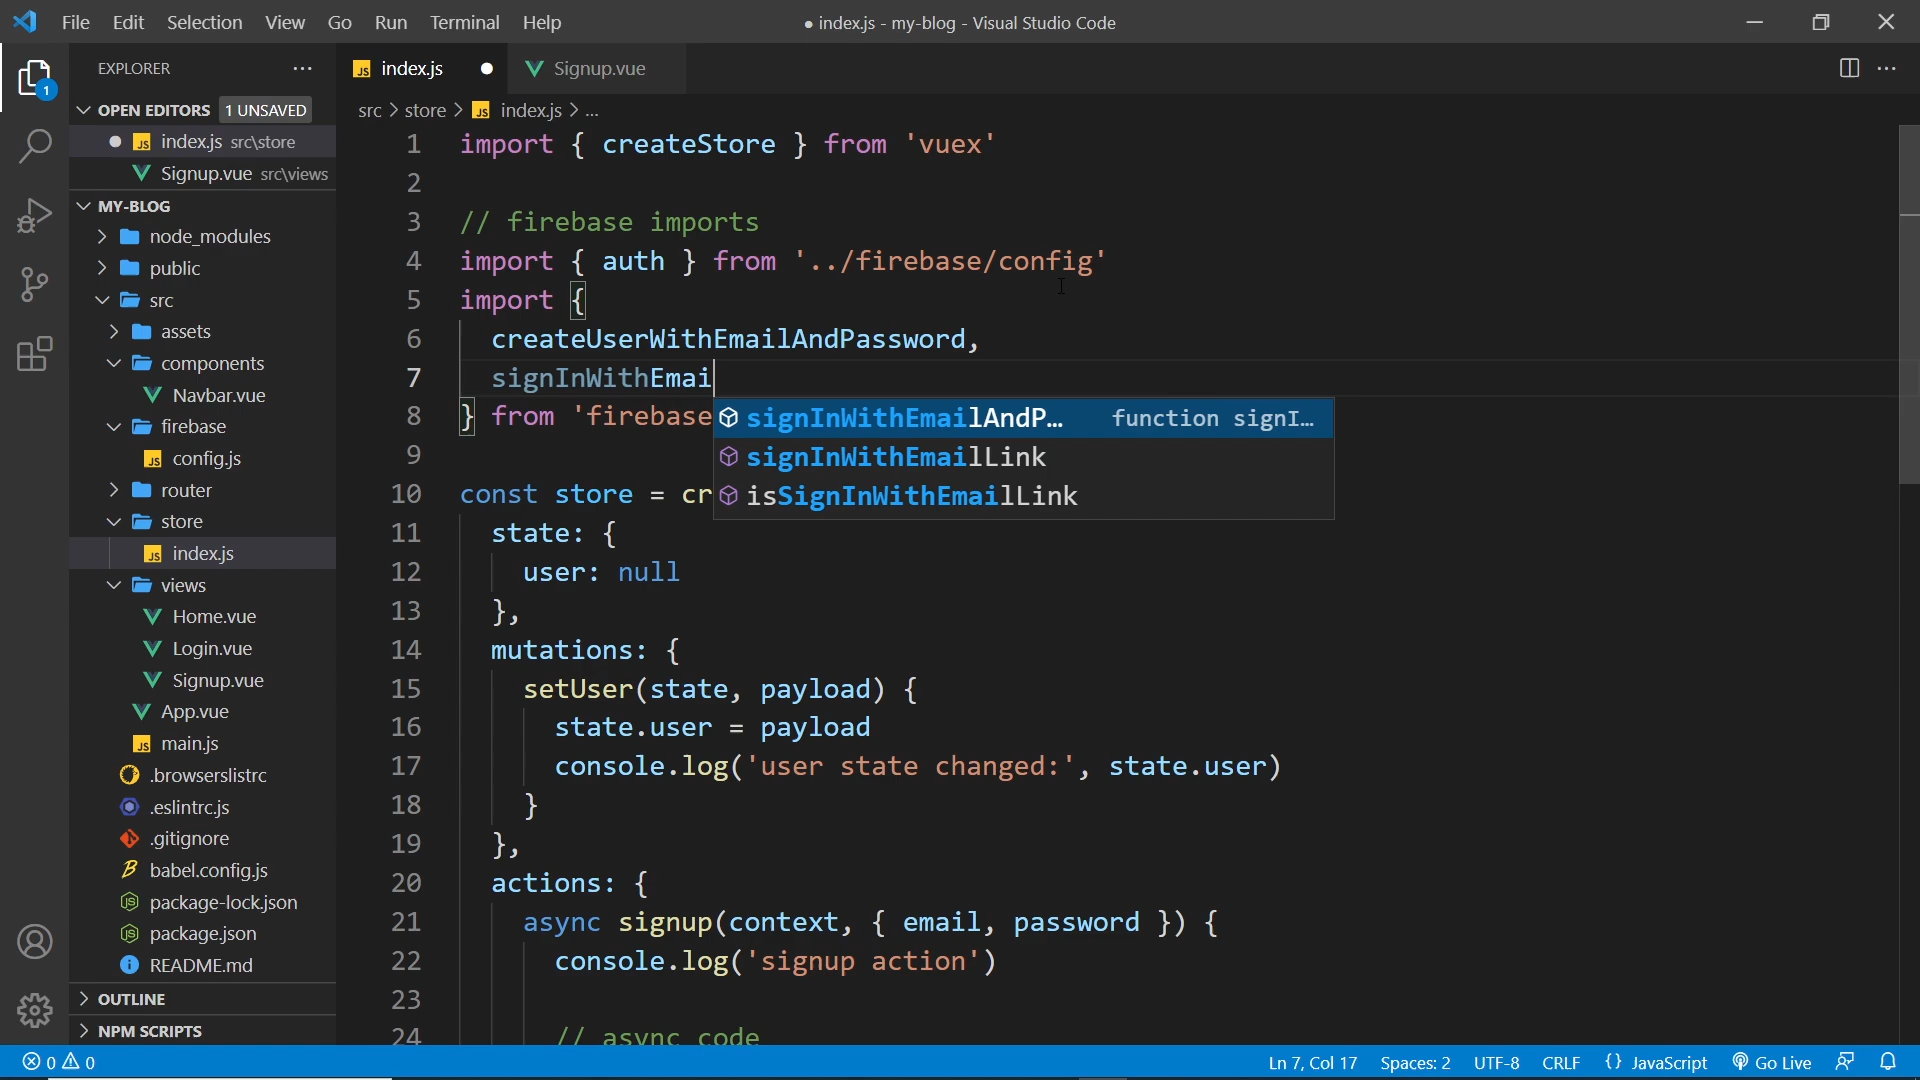 File Edit Selection View Go Run Terminal Help
● index.js - my-blog - Visual Studio Code
EXPLORER
OPEN EDITORS 1 UNSAVED
index.js src\store
Signup.vue src\views
MY-BLOG
node_modules
public
src
assets
components
Navbar.vue
firebase
config.js
router
store
index.js
views
Home.vue
Login.vue
Signup.vue
App.vue
main.js
.browserslistrc
.eslintrc.js
.gitignore
babel.config.js
package-lock.json
package.json
README.md
OUTLINE
NPM SCRIPTS
1
index.js
Signup.vue
src > store > index.js > ...
1 import { createStore } from 'vuex'
2
3 // firebase imports
4 import { auth } from '../firebase/config'
5 import {
6 createUserWithEmailAndPassword,
7 signInWithEmai
8 } from 'firebase
9
10 const store = cr
11 state: {
12 user: null
13 },
14 mutations: {
15 setUser(state, payload) {
16 state.user = payload
17 console.log('user state changed:', state.user)
18 }
19 },
20 actions: {
21 async signup(context, { email, password }) {
22 console.log('signup action')
23
24 // async code
signInWithEmailAndP... function signI...
signInWithEmailLink
isSignInWithEmailLink
0 0
Ln 7, Col 17 Spaces: 2 UTF-8 CRLF {} JavaScript Go Live